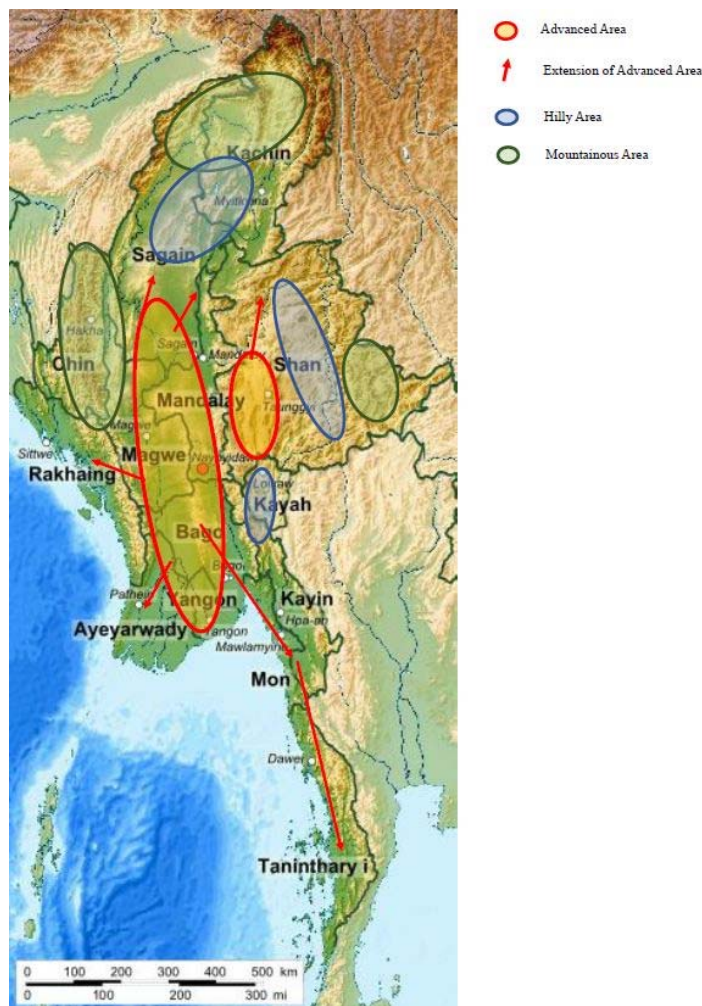 Advanced Area
Extension of Advanced Area
Hilly Area
Mountainous Area
Kachin
Myitkyina
Sagain
Hakha
Chin
Sagain
Mandalay
Shan
Mandalay
Taunggyi
Magwe
Sittwe
Magwe
Naypyidaw
Rakhaing
Loikaw
Kayah
Bago
Bago
Pathein
Yangon
Kayin
Hpa-an
Ayeyarwady
Yangon
Mawlamyine
Mon
Dawei
Taninthary i
0 100 200 300 400 500 km
0 100 200 300 mi